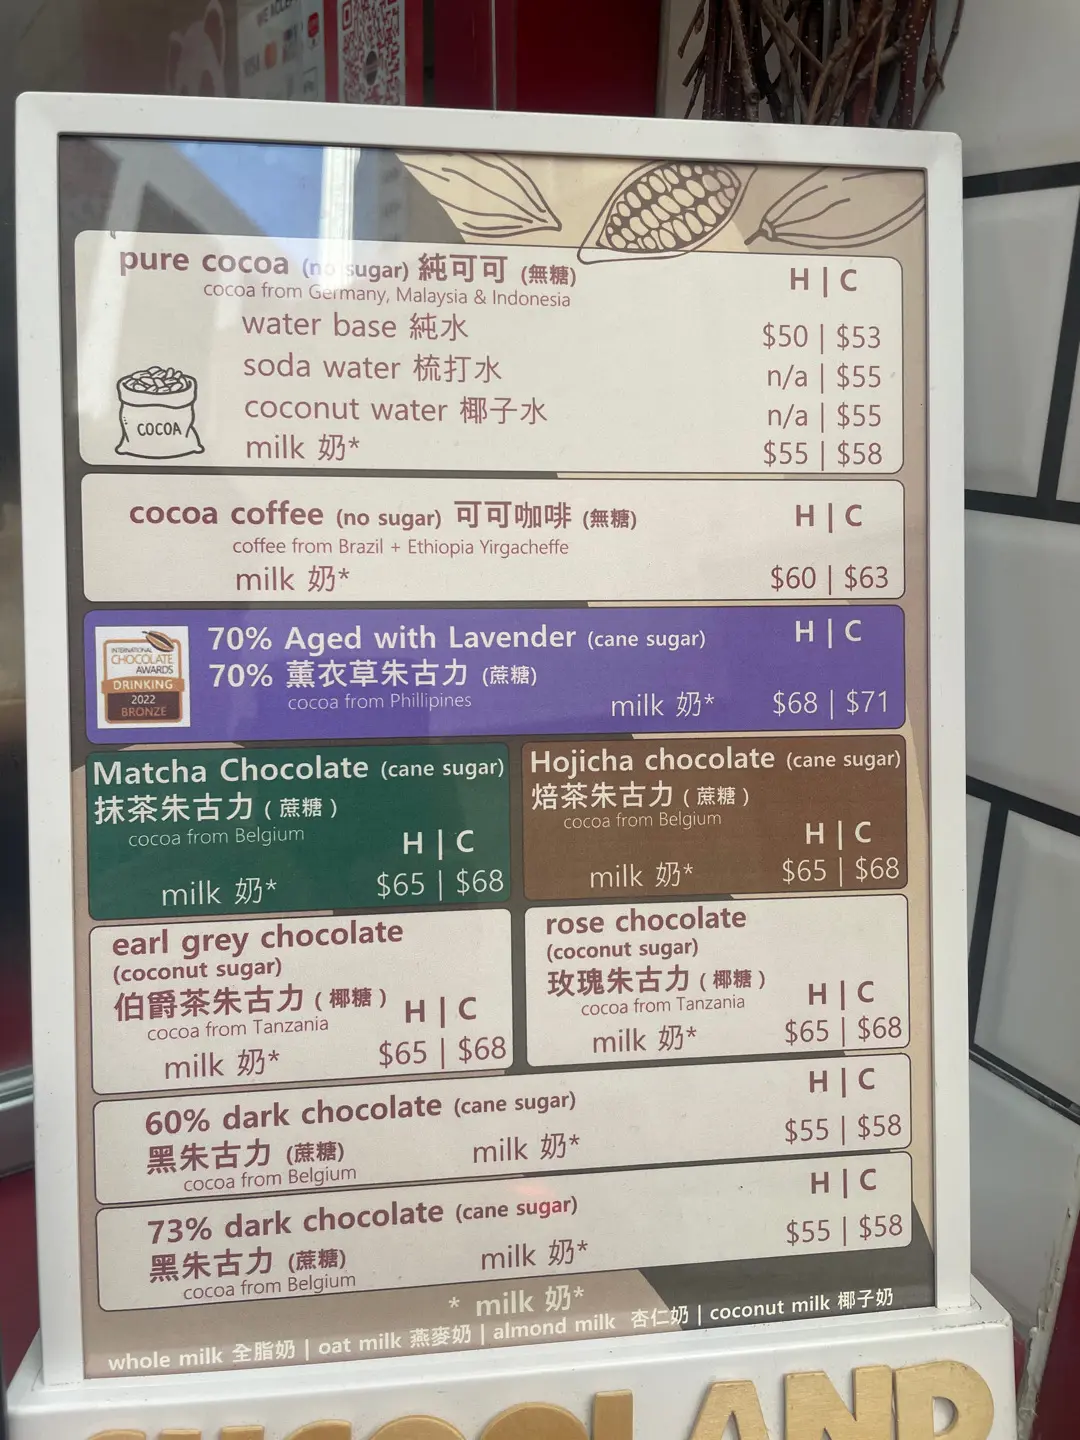 WE ACCEPT
VISA
pure cocoa (no sugar) 純可可 (無糖)
H | C
cocoa from Germany, Malaysia & Indonesia
water base 純水
$50 | $53
soda water 梳打水
n/a | $55
coconut water 椰子水
n/a | $55
milk 奶*
$55 | $58
COCOA
cocoa coffee (no sugar) 可可咖啡 (無糖)
H | C
coffee from Brazil + Ethiopia Yirgacheffe
milk 奶*
$60 | $63
INTERNATIONAL
CHOCOLATE
AWARDS
DRINKING
2022
BRONZE
70% Aged with Lavender (cane sugar)
H | C
70% 薰衣草朱古力 (蔗糖)
cocoa from Phillipines
milk 奶*
$68 | $71
Matcha Chocolate (cane sugar)
抹茶朱古力 ( 蔗糖 )
cocoa from Belgium
H | C
milk 奶*
$65 | $68
Hojicha chocolate (cane sugar)
焙茶朱古力 ( 蔗糖 )
cocoa from Belgium
H | C
milk 奶*
$65 | $68
earl grey chocolate
(coconut sugar)
伯爵茶朱古力 ( 椰糖 )
H | C
cocoa from Tanzania
milk 奶*
$65 | $68
rose chocolate
(coconut sugar)
玫瑰朱古力 ( 椰糖 )
H | C
cocoa from Tanzania
milk 奶*
$65 | $68
60% dark chocolate (cane sugar)
H | C
黑朱古力 (蔗糖)
milk 奶*
$55 | $58
cocoa from Belgium
73% dark chocolate (cane sugar)
H | C
黑朱古力 (蔗糖)
milk 奶*
$55 | $58
cocoa from Belgium
* milk 奶*
whole milk 全脂奶 | oat milk 燕麥奶 | almond milk 杏仁奶 | coconut milk 椰子奶